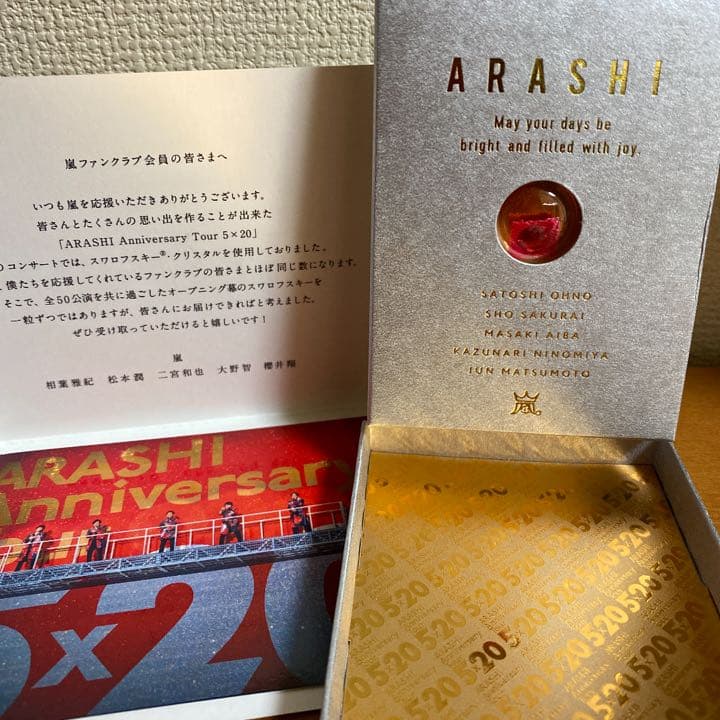 嵐ファンクラブ会員の皆さまへ
いつも嵐を応援いただきありがとうございます。
皆さんとたくさんの思い出を作ることが出来た
「ARASHI Anniversary Tour 5×20」
コンサートでは、スワロフスキー®・クリスタルを使用しておりました。
僕たちを応援してくれているファンクラブの皆さまとほぼ同じ数になります。
そこで、全50公演を共に過ごしたオープニング幕のスワロフスキーを
一粒ずつではありますが、皆さんにお届けできればと考えました。
ぜひ受け取っていただけると嬉しいです!
嵐
相葉雅紀 松本潤 二宮和也 大野智 櫻井翔
ARASHI
Anniversary
5x20
ARASHI
May your days be
bright and filled with joy.
SATOSHI OHNO
SHO SAKURAI
MASAKI AIBA
KAZUNARI NINOMIYA
JUN MATSUMOTO
嵐
5×20